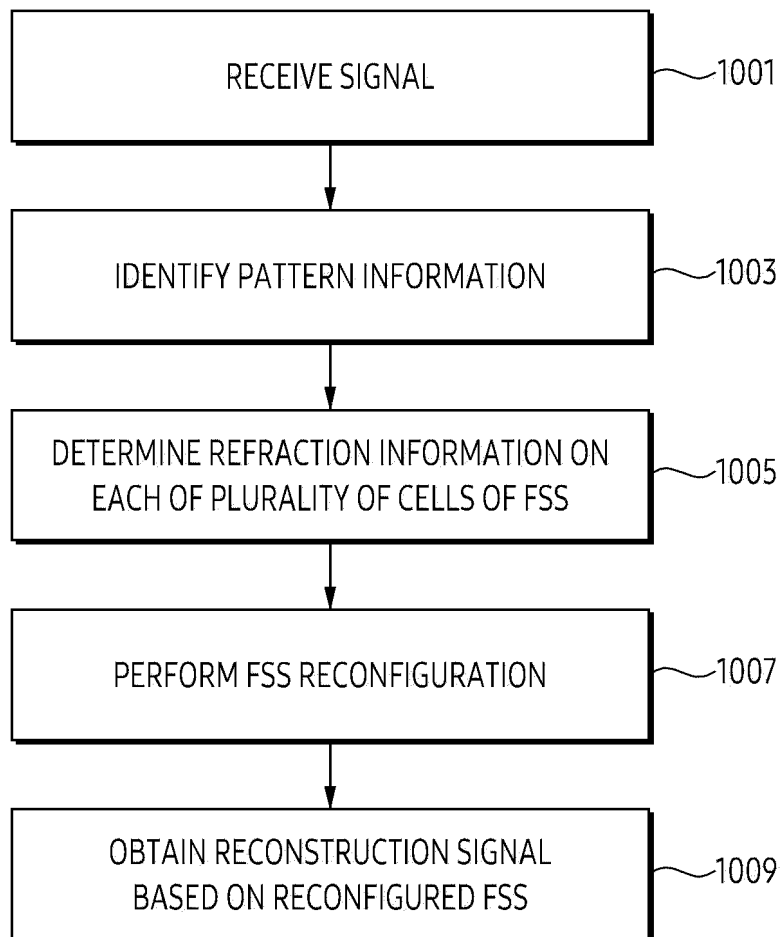 RECEIVE SIGNAL
1001
IDENTIFY PATTERN INFORMATION
1003
DETERMINE REFRACTION INFORMATION ON
EACH OF PLURALITY OF CELLS OF FSS
1005
PERFORM FSS RECONFIGURATION
1007
OBTAIN RECONSTRUCTION SIGNAL
BASED ON RECONFIGURED FSS
1009